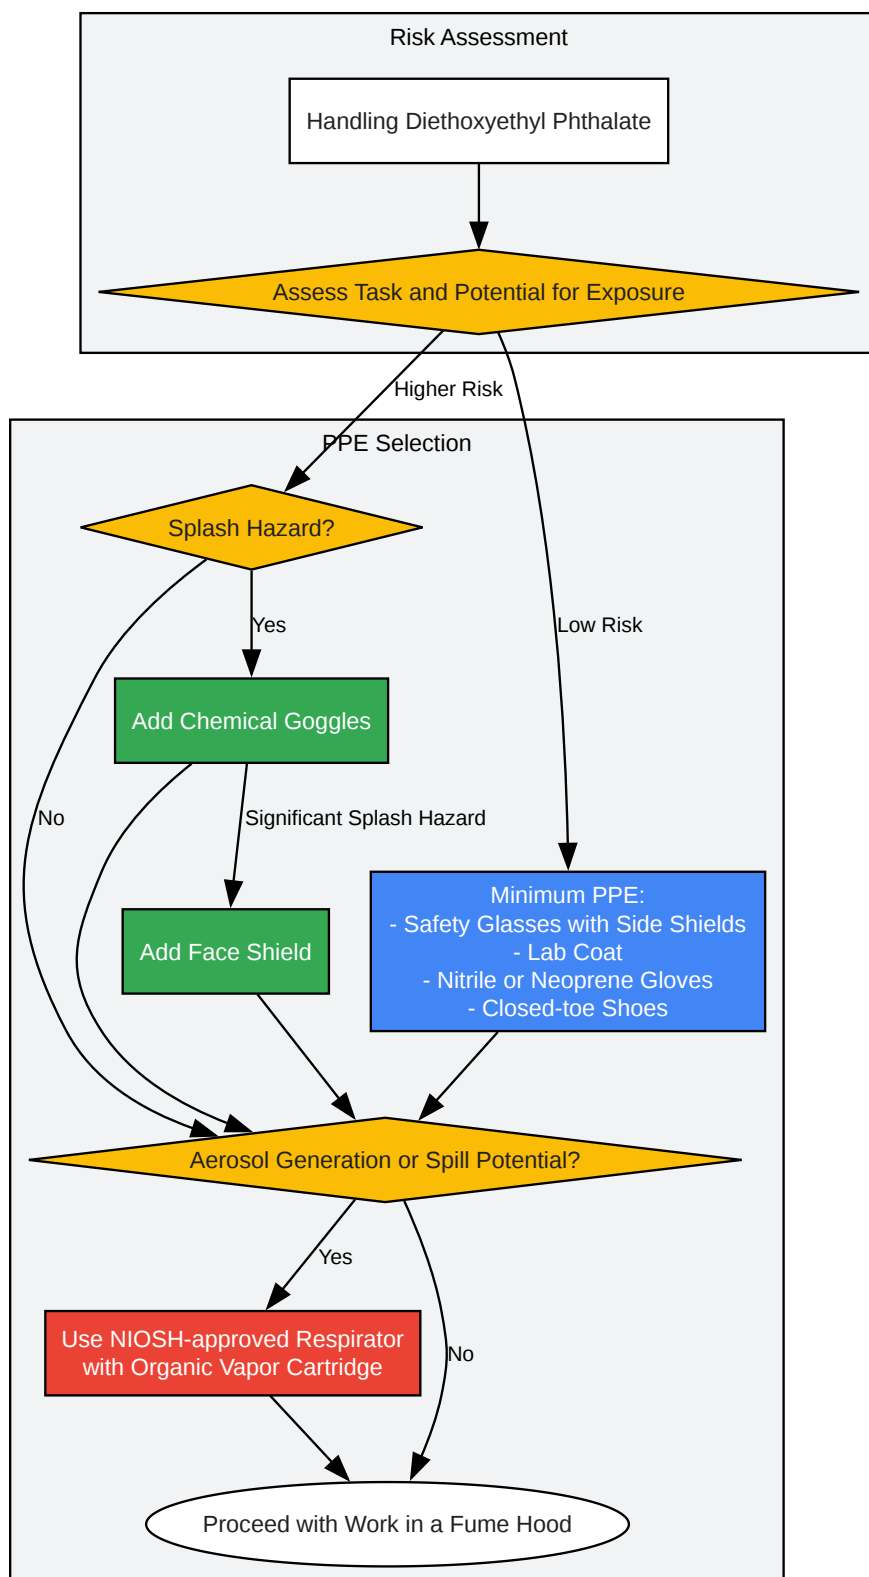 Risk Assessment
Handling Diethoxyethyl Phthalate
Assess Task and Potential for Exposure
Higher Risk
PPE Selection
Splash Hazard?
Yes
Low Risk
Add Chemical Goggles
No
Significant Splash Hazard
Minimum PPE:
- Safety Glasses with Side Shields
- Lab Coat
- Nitrile or Neoprene Gloves
- Closed-toe Shoes
Add Face Shield
Aerosol Generation or Spill Potential?
Yes
Use NIOSH-approved Respirator
with Organic Vapor Cartridge
No
Proceed with Work in a Fume Hood